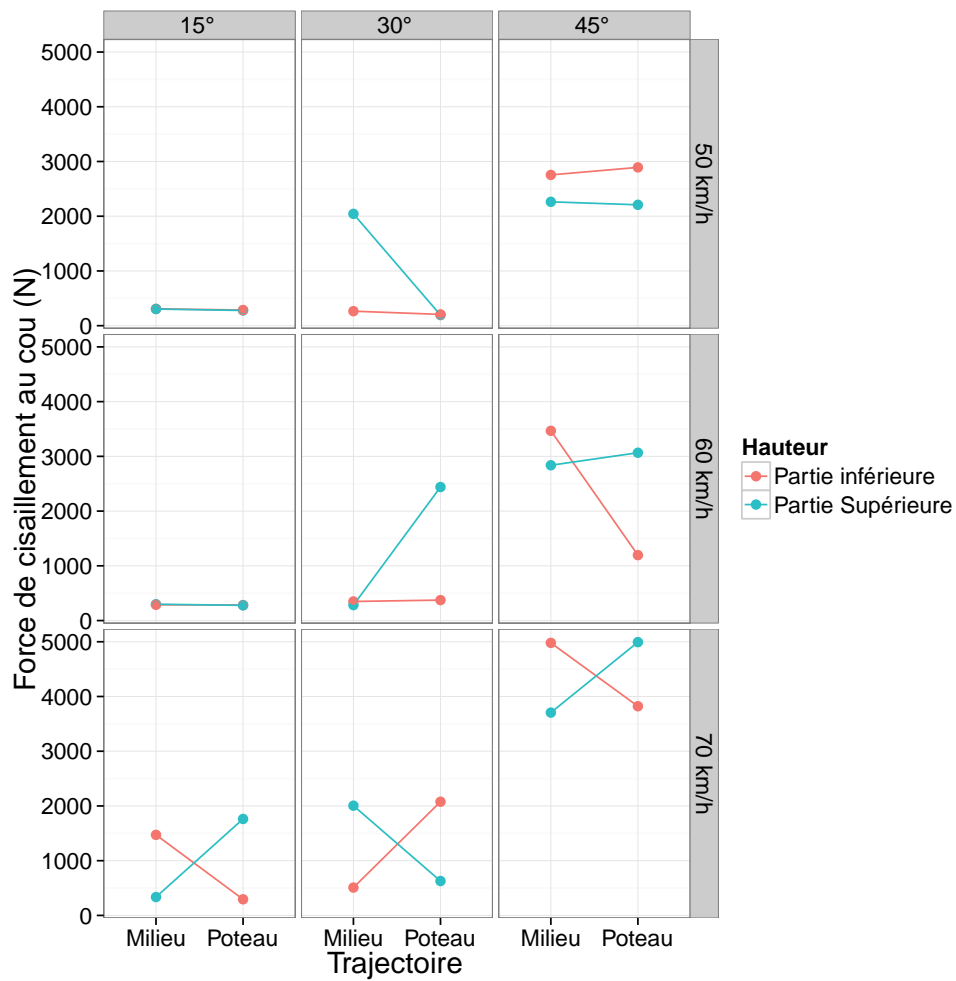 15° 30° 45°
Force de cisaillement au cou (N)
5000
4000
3000
2000
1000
0
50 km/h
5000
4000
3000
2000
1000
0
60 km/h
5000
4000
3000
2000
1000
0
70 km/h
Milieu Poteau Milieu Poteau Milieu Poteau
Trajectoire
Hauteur
Partie inférieure
Partie Supérieure